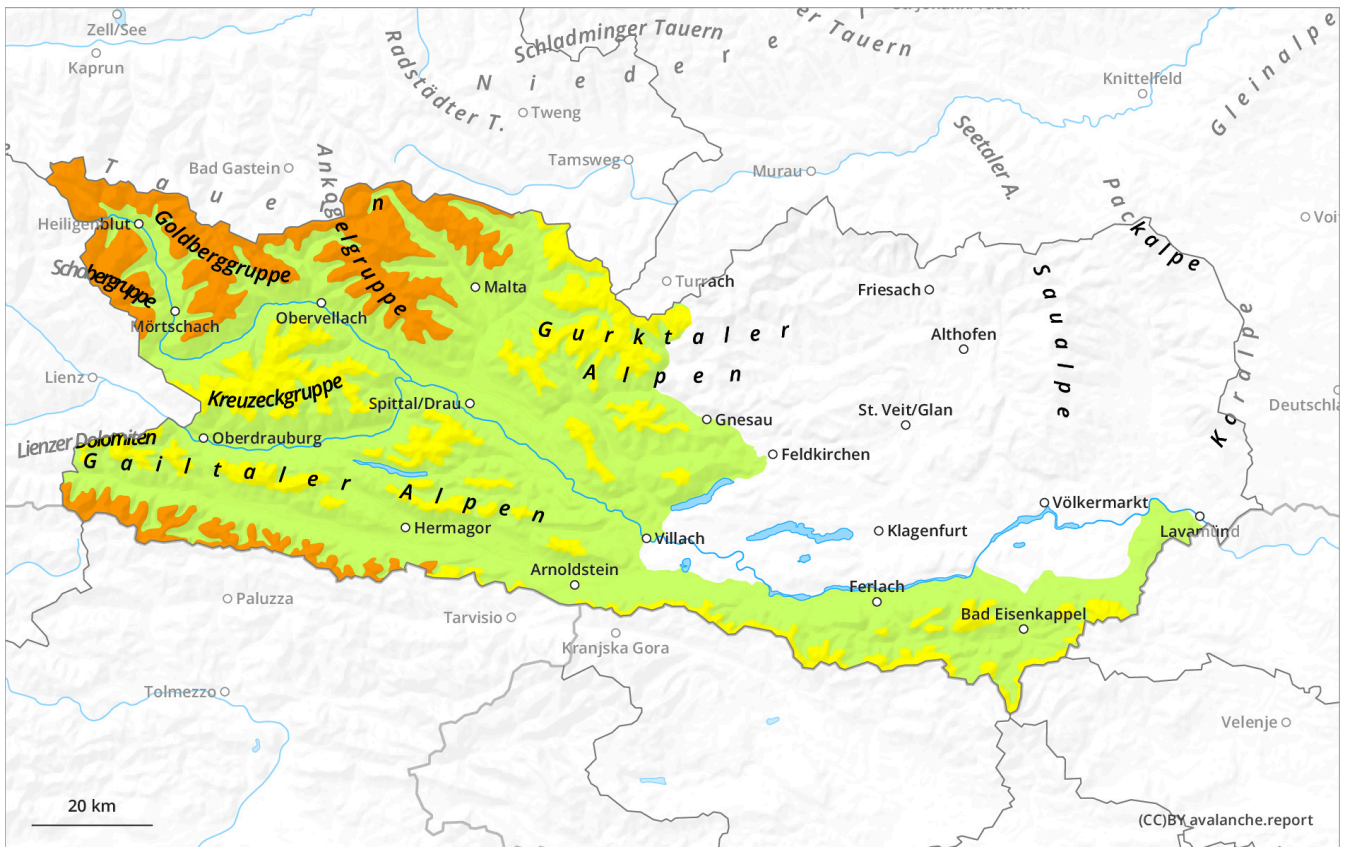 Zell/See
Kaprun
Schladminger Tauern
er Tauern
Niedere
Radstädter T.
Tweng
Knittelfeld
Gleinalpe
Seetaler A.
Tamsweg
Murau
Bad Gastein
Tauern
Ankogelgruppe
Packalpe
Voi
Heiligenblut
Goldberggruppe
Schobergruppe
Malta
Turrach
Friesach
Saualpe
Mörtschach
Obervellach
Gurktaler
Alpen
Althofen
Koralpe
Lienz
Kreuzeckgruppe
Spittal/Drau
Gnesau
St. Veit/Glan
Deutschla
Lienzer Dolomiten
Oberdrauburg
Feldkirchen
Gailtaler Alpen
Hermagor
Villach
Klagenfurt
Völkermarkt
Lavamünd
Arnoldstein
Ferlach
Bad Eisenkappel
Paluzza
Tarvisio
Kranjska Gora
Tolmezzo
Velenje
20 km
(CC)BY avalanche.report